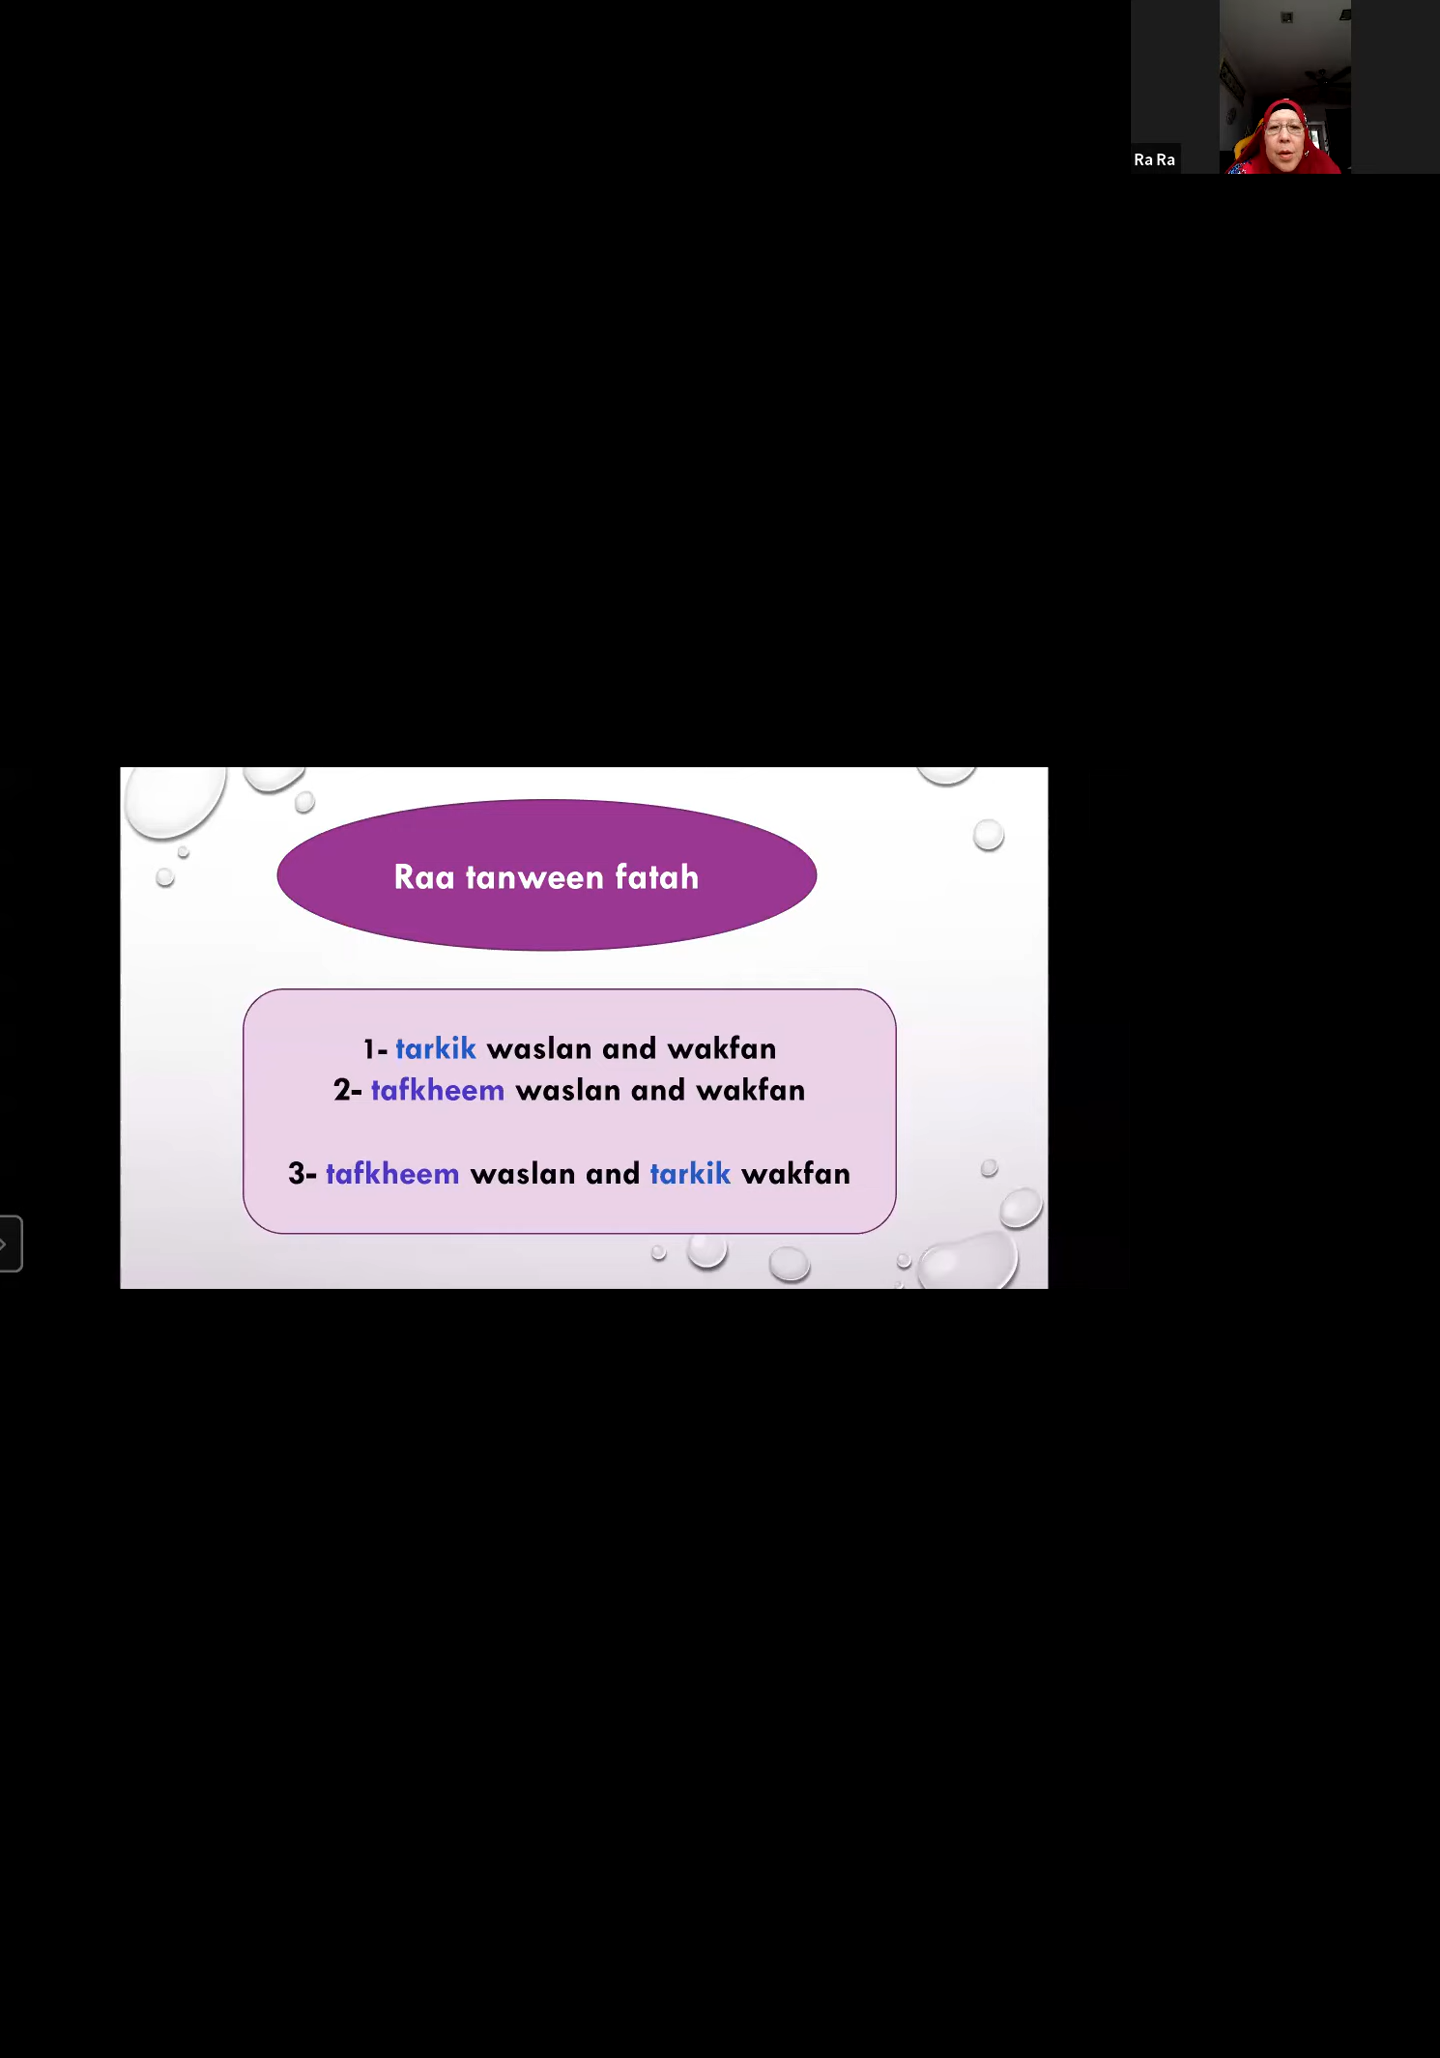 Ra Ra
Raa tanween fatah
1- tarkik waslan and wakfan
2- tafkheem waslan and wakfan
3- tafkheem waslan and tarkik wakfan